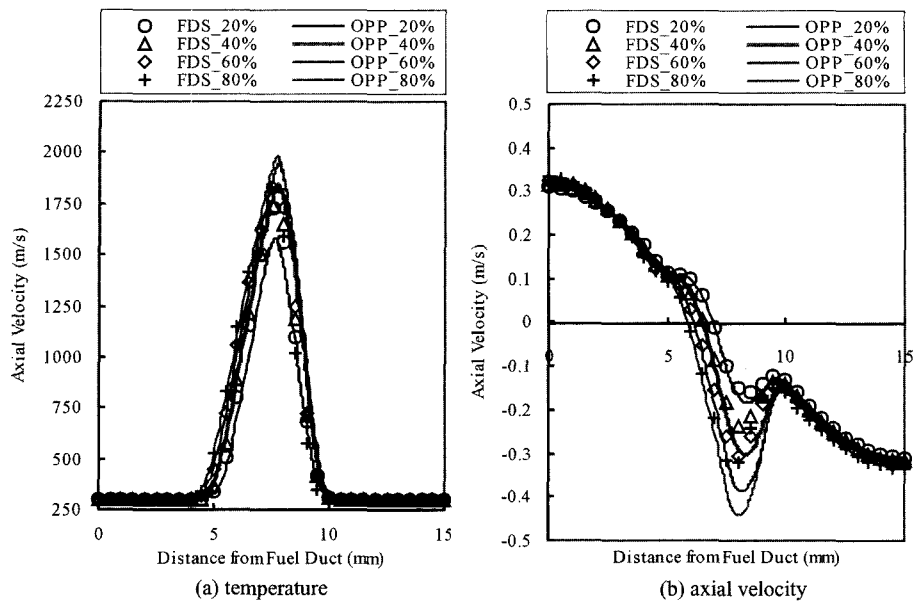 FDS_20% OPP_20%
FDS_40% OPP_40%
FDS_60% OPP_60%
FDS_80% OPP_80%
2250
2000
1750
1500
1250
1000
750
500
250
Axial Velocity (m/s)
0 5 10 15
Distance from Fuel Duct (mm)
(a) temperature
FDS_20% OPP_20%
FDS_40% OPP_40%
FDS_60% OPP_60%
FDS_80% OPP_80%
0.5
0.4
0.3
0.2
0.1
0
-0.1
-0.2
-0.3
-0.4
-0.5
Axial Velocity (m/s)
0 5 10 15
Distance from Fuel Duct (mm)
(b) axial velocity